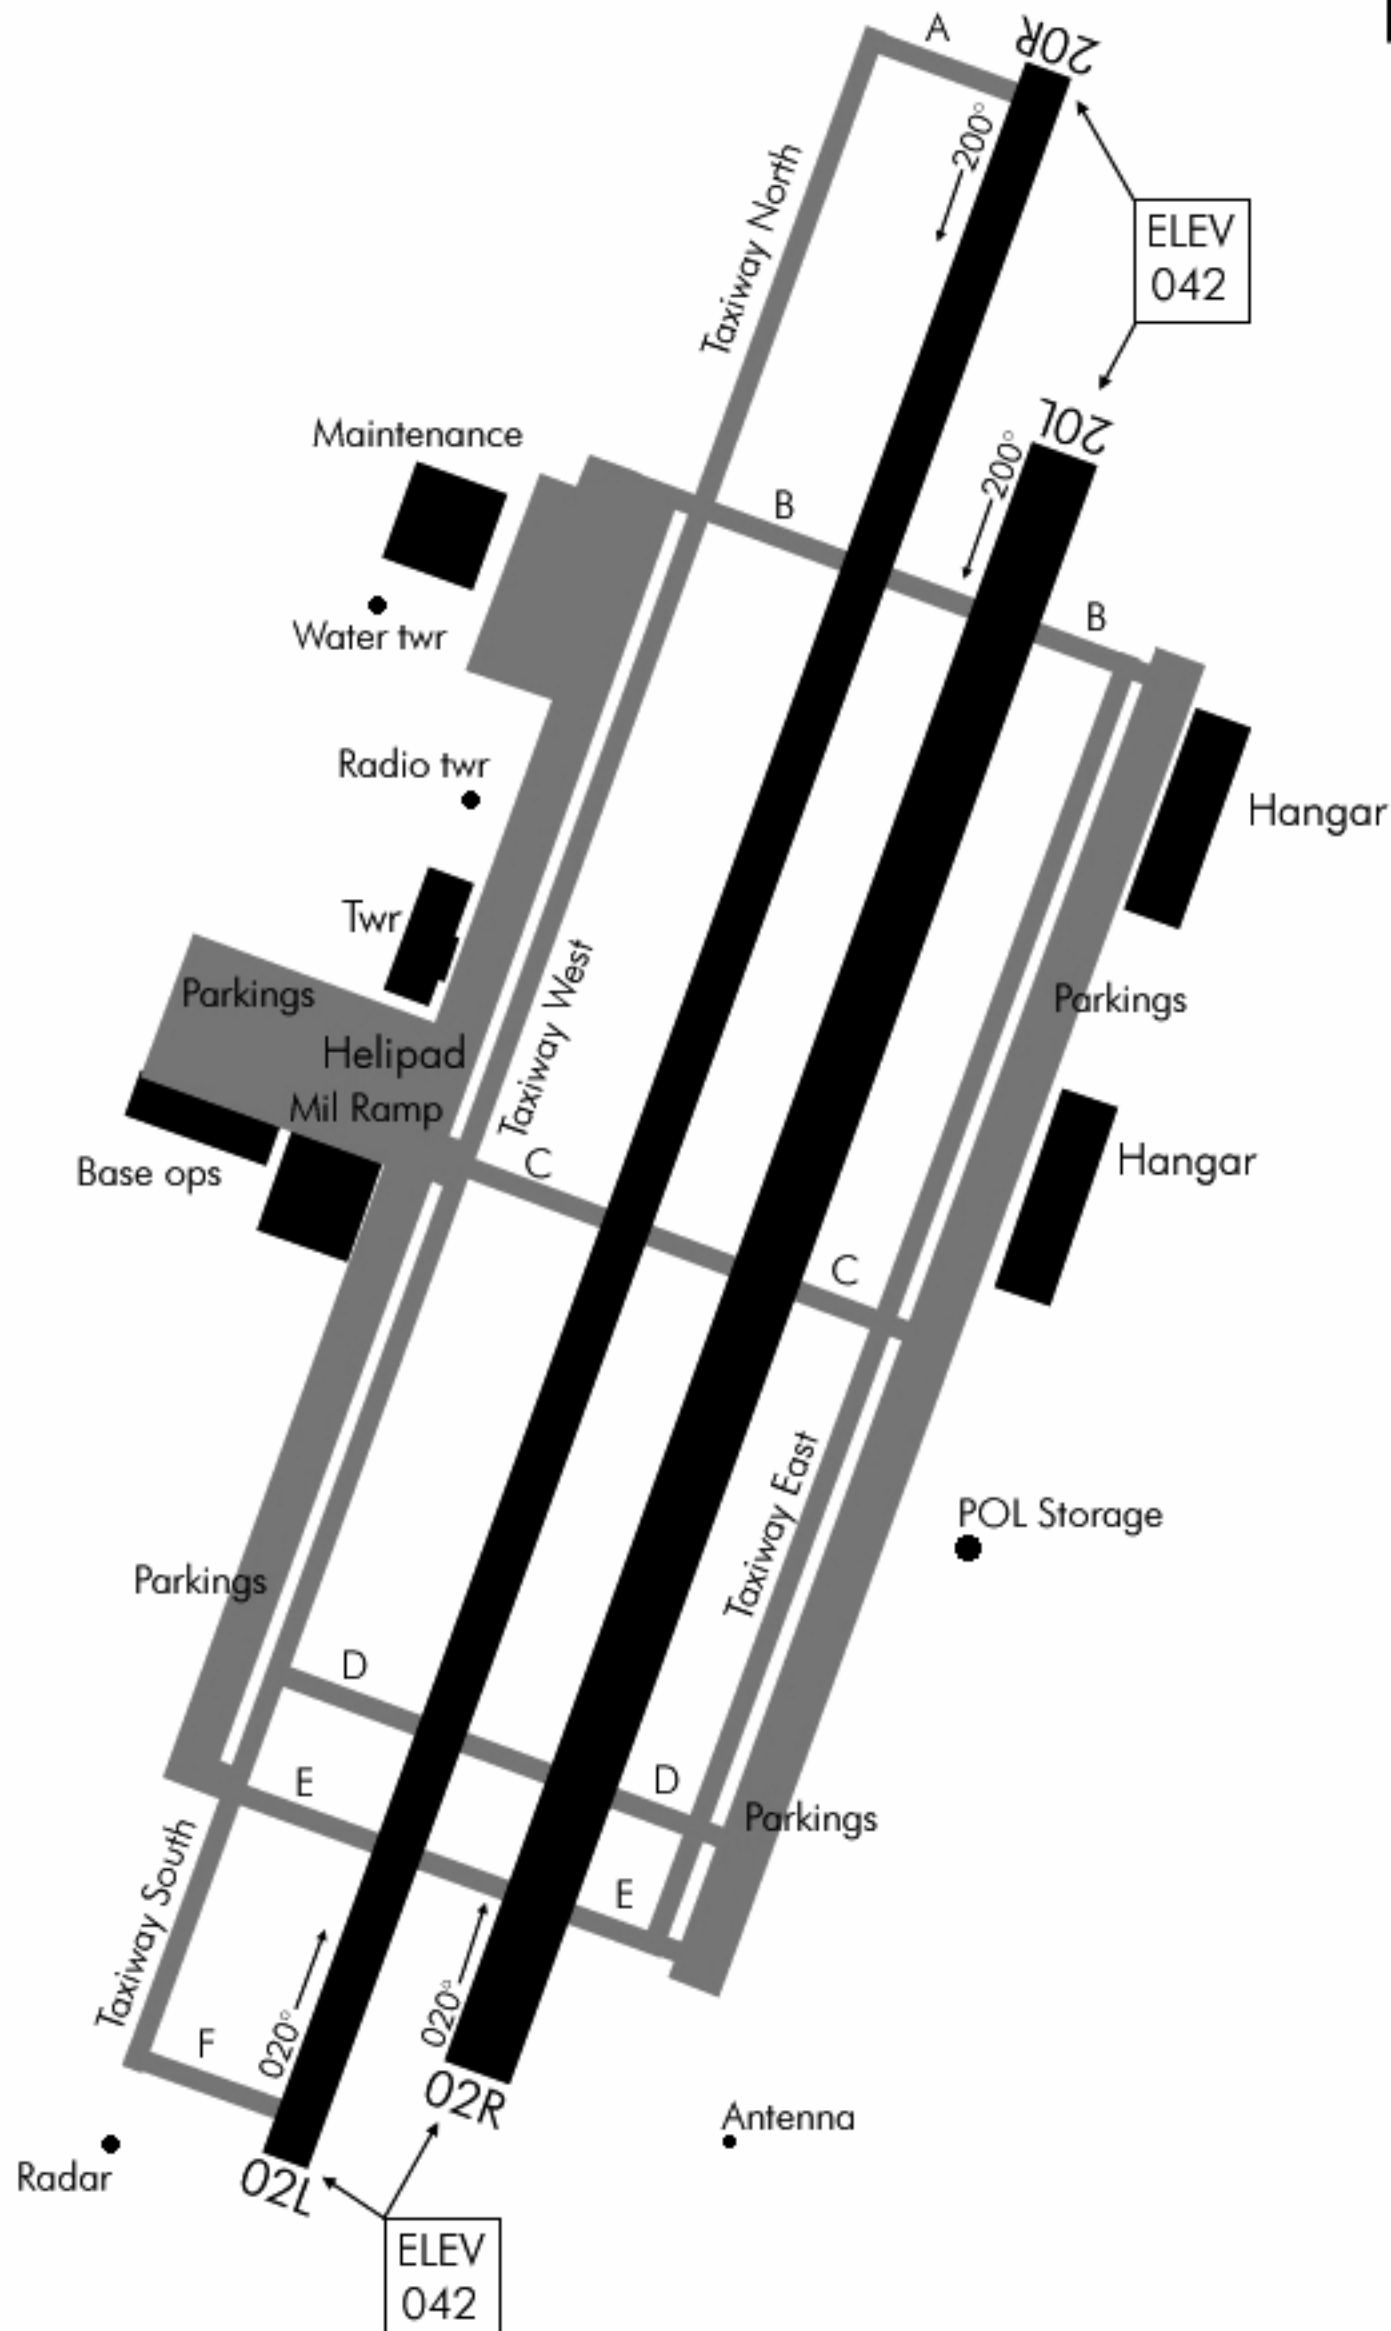 A
20R
200°
Taxiway North
ELEV
042
20L
200°
Maintenance
B
B
Water twr
Radio twr
Hangar
Twr
Taxiway West
Parkings
Parkings
Helipad
Mil Ramp
C
Base ops
Hangar
C
Taxiway East
POL Storage
Parkings
D
D
E
Parkings
Taxiway South
E
020°
020°
F
02R
Antenna
Radar
02L
ELEV
042